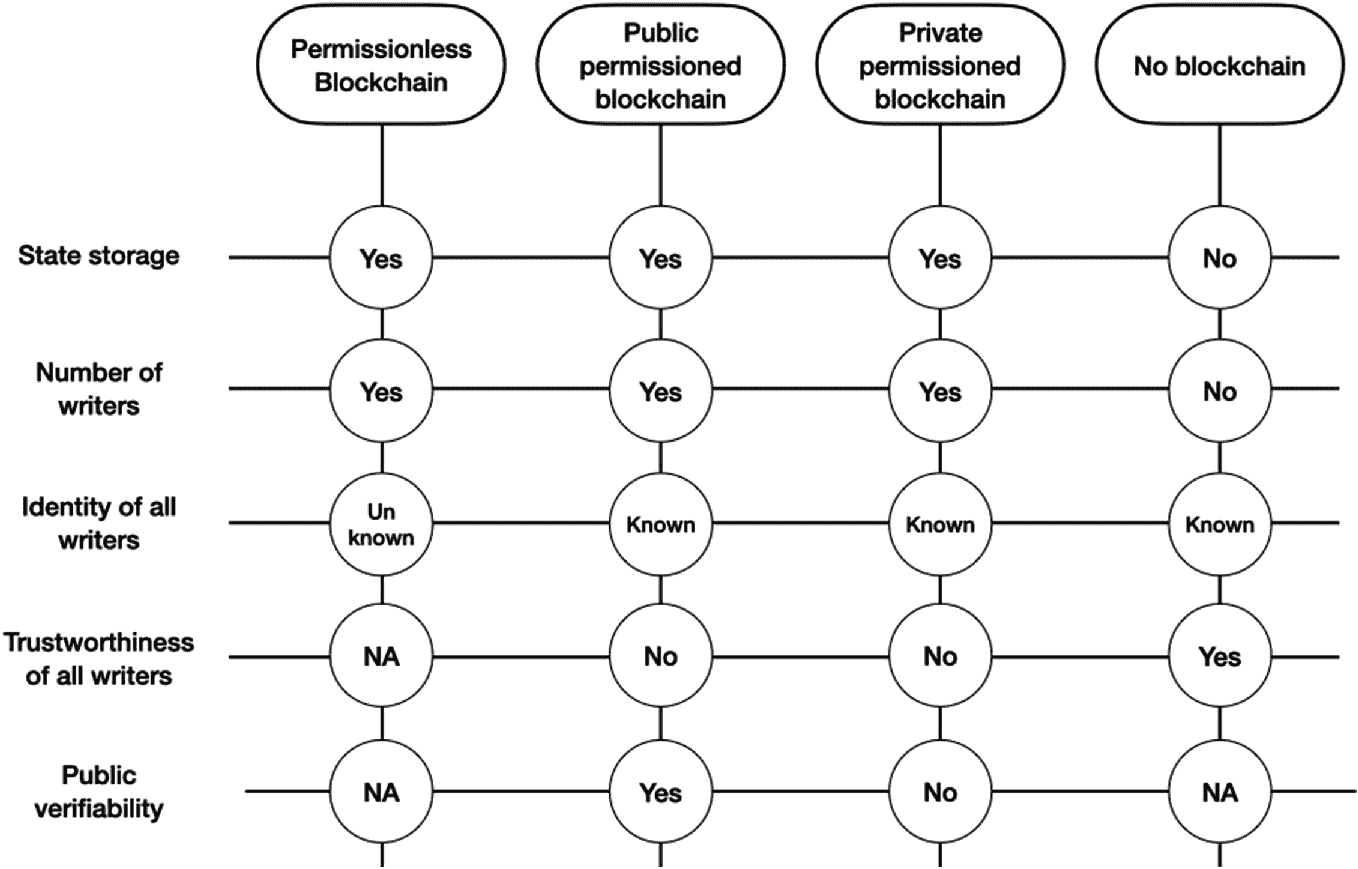 Permissionless
Blockchain
Public
permissioned
blockchain
Private
permissioned
blockchain
No blockchain
State storage
Yes
Yes
Yes
No
Number of
writers
Yes
Yes
Yes
No
Identity of all
writers
Un
known
Known
Known
Known
Trustworthiness
of all writers
NA
No
No
Yes
Public
verifiability
NA
Yes
No
NA